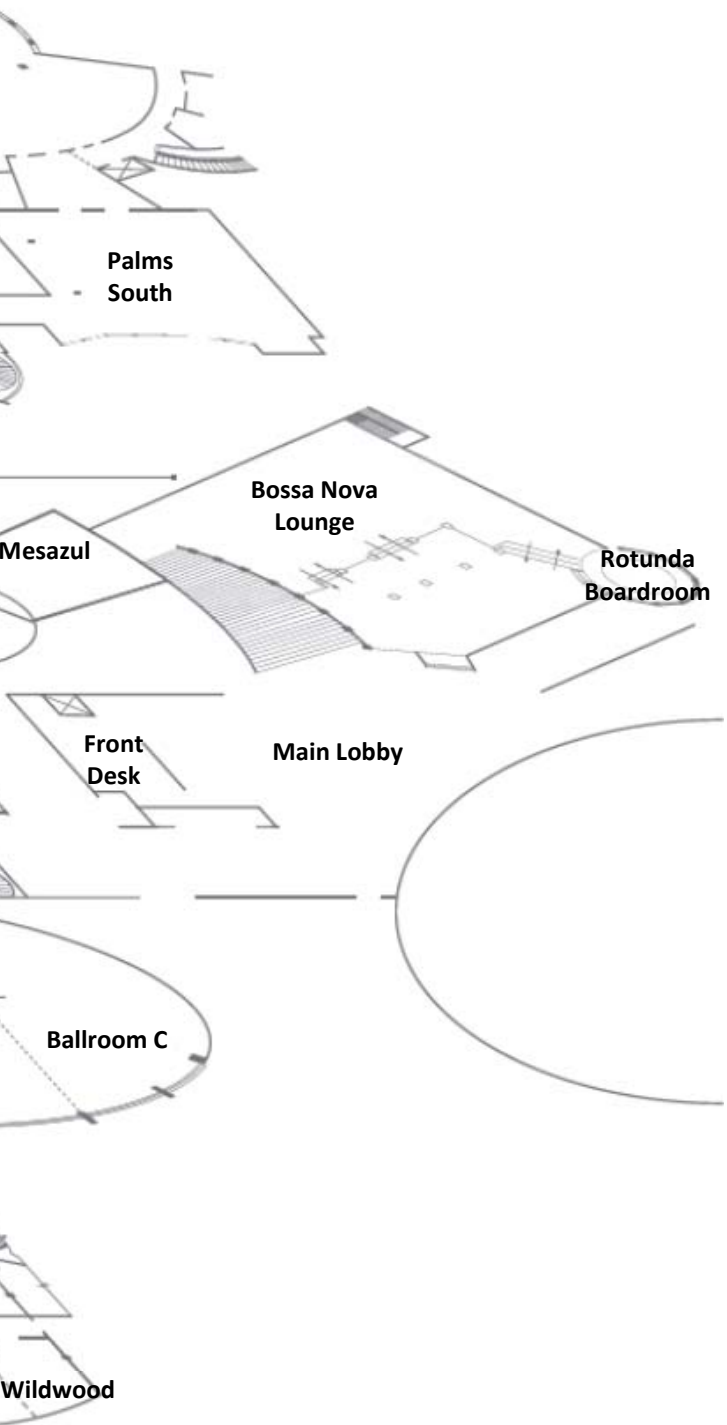 Palms
South
Bossa Nova
Lounge
Mesazul
Rotunda
Boardroom
Front
Desk
Main Lobby
Ballroom C
Wildwood